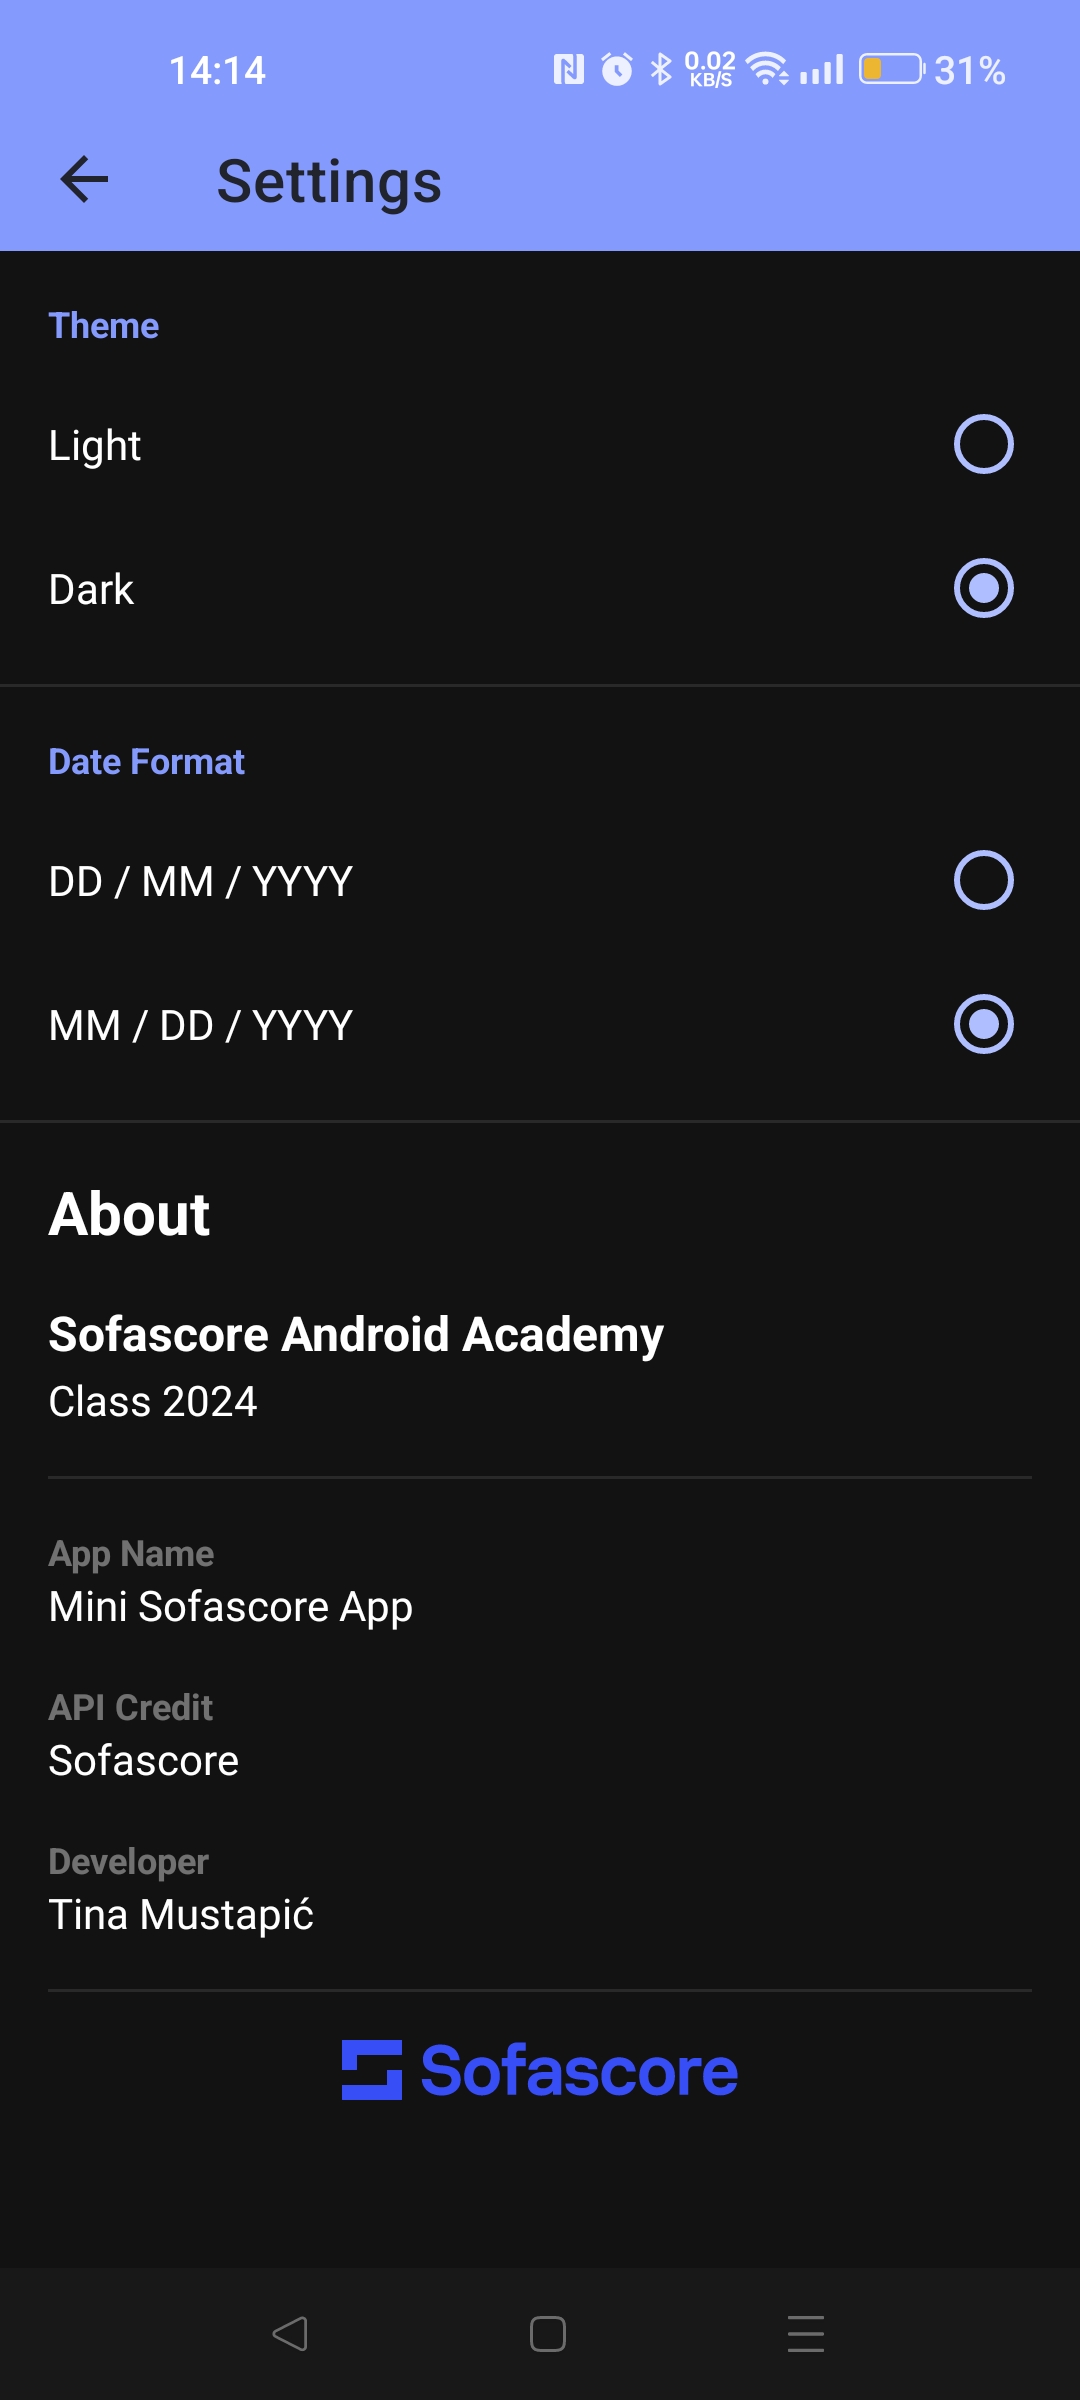 14:14 0.02 KB/S 31%
Settings
Theme
Light
Dark
Date Format
DD / MM / YYYY
MM / DD / YYYY
About
Sofascore Android Academy
Class 2024
App Name
Mini Sofascore App
API Credit
Sofascore
Developer
Tina Mustapić
Sofascore